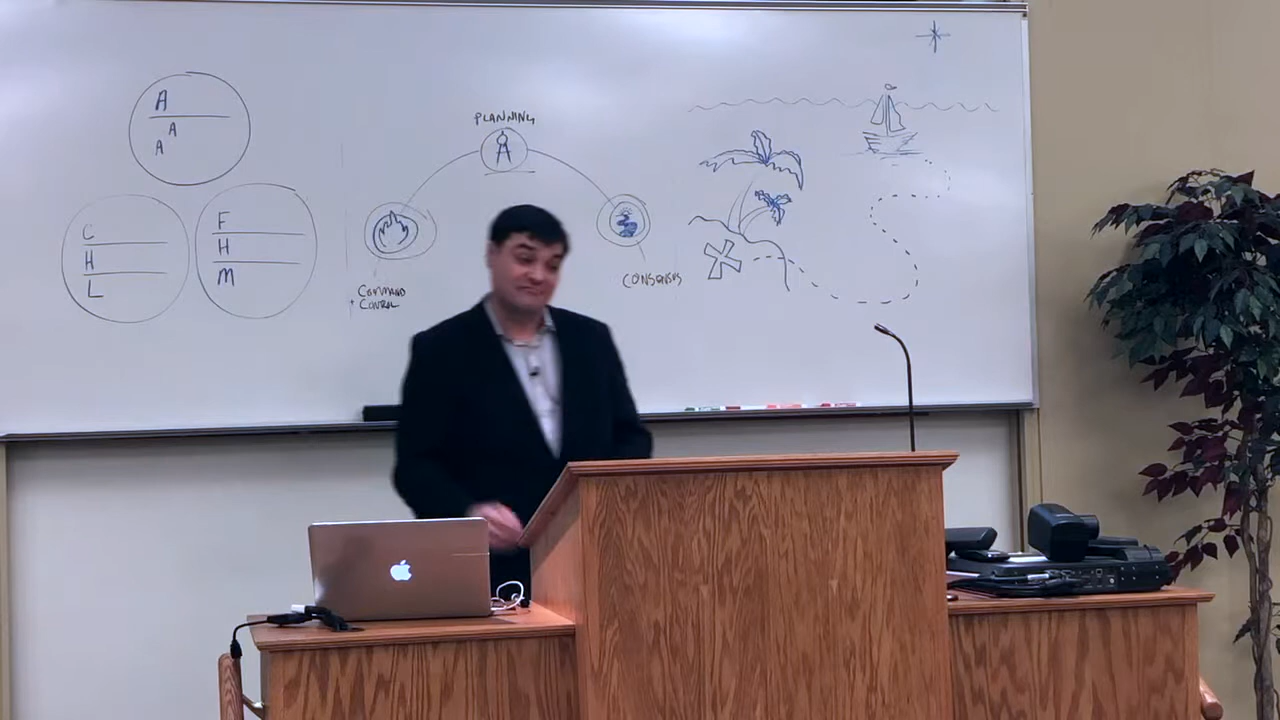 A
A
A
C
H
L
F
H
M
PLANNING
COMMAND
+ CONTROL
CONSENSUS